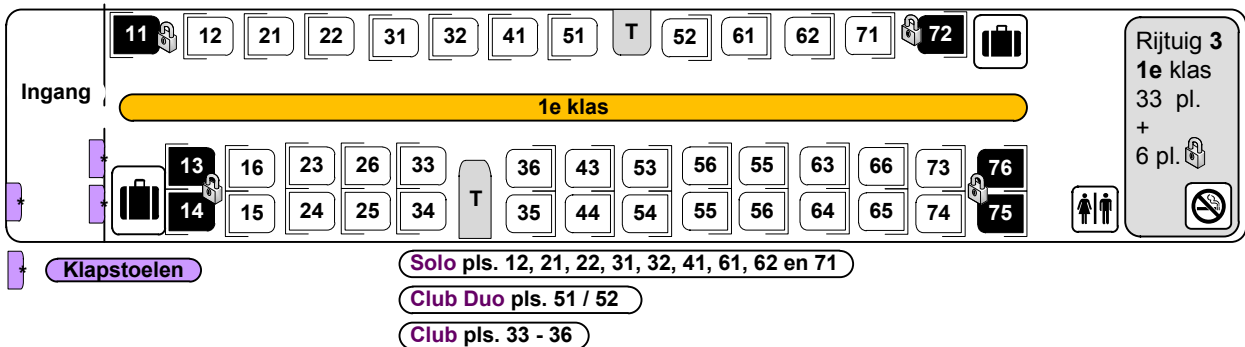 11 12 21 22 31 32 41 51 T 52 61 62 71 72
Ingang
1e klas
13 16 23 26 33 36 43 53 56 55 63 66 73 76
T
14 15 24 25 34 35 44 54 55 56 64 65 74 75
Rijtuig 3
1e klas
33 pl.
+
6 pl.
*
*
*
* Klapstoelen
Solo pls. 12, 21, 22, 31, 32, 41, 61, 62 en 71
Club Duo pls. 51 / 52
Club pls. 33 - 36